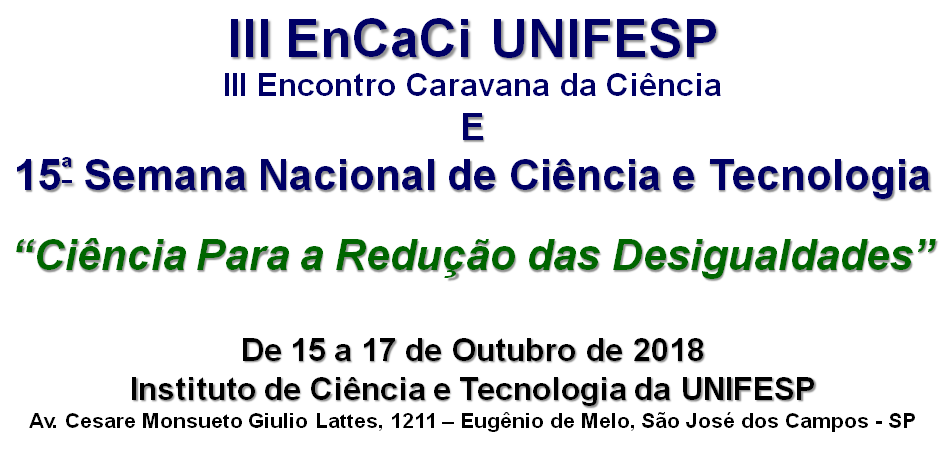 III EnCaCi UNIFESP
III Encontro Caravana da Ciência
E
15ª Semana Nacional de Ciência e Tecnologia
“Ciência Para a Redução das Desigualdades”
De 15 a 17 de Outubro de 2018
Instituto de Ciência e Tecnologia da UNIFESP
Av. Cesare Monsueto Giulio Lattes, 1211 – Eugênio de Melo, São José dos Campos - SP